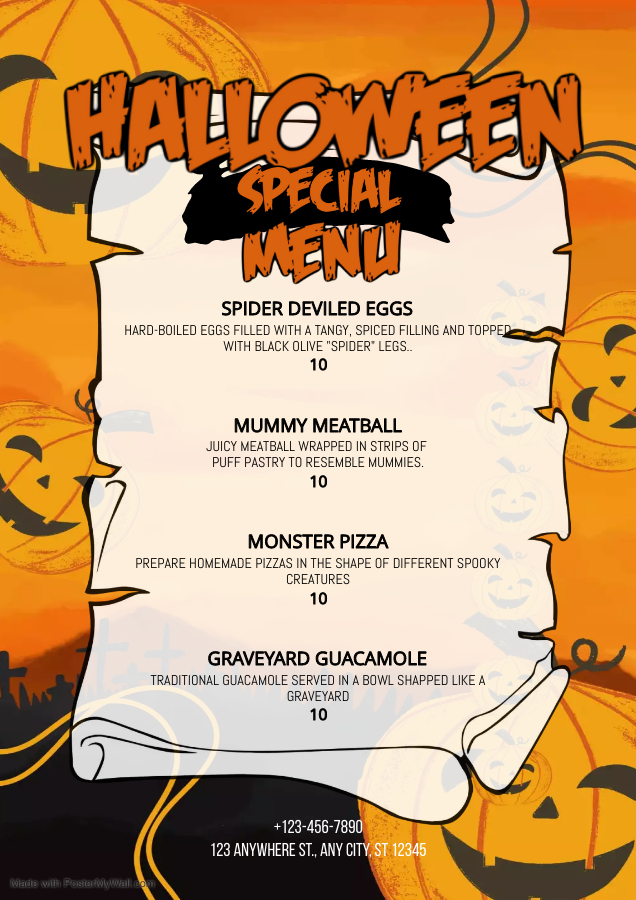 HALLOWEEN
SPECIAL
MENU
SPIDER DEVILED EGGS
HARD-BOILED EGGS FILLED WITH A TANGY, SPICED FILLING AND TOPPED
WITH BLACK OLIVE "SPIDER" LEGS..
10
MUMMY MEATBALL
JUICY MEATBALL WRAPPED IN STRIPS OF
PUFF PASTRY TO RESEMBLE MUMMIES.
10
MONSTER PIZZA
PREPARE HOMEMADE PIZZAS IN THE SHAPE OF DIFFERENT SPOOKY
CREATURES
10
GRAVEYARD GUACAMOLE
TRADITIONAL GUACAMOLE SERVED IN A BOWL SHAPPED LIKE A
GRAVEYARD
10
+123-456-7890
123 ANYWHERE ST., ANY CITY, ST 12345
Made with PosterMyWall.com